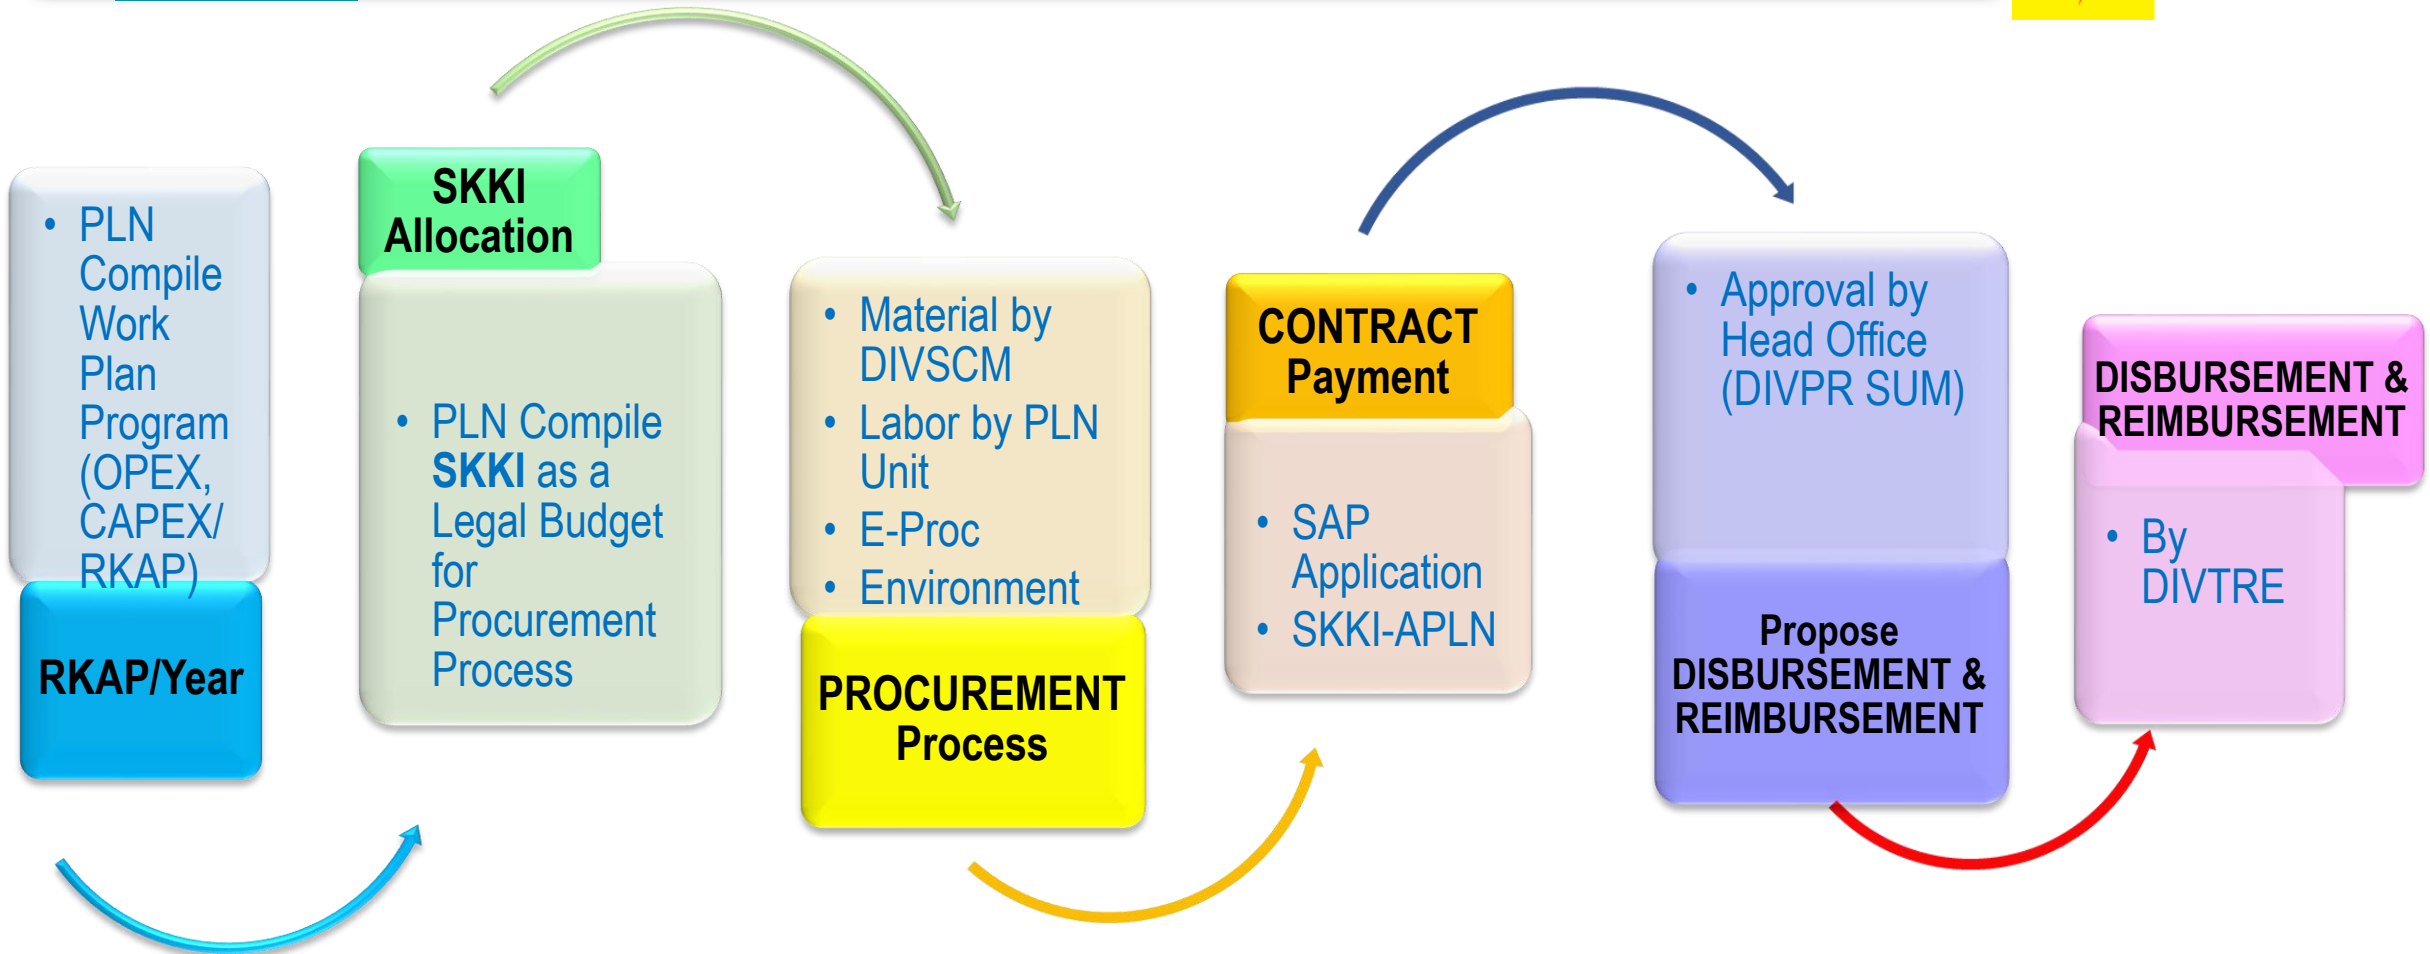 • PLN
Compile
Work
Plan
Program
(OPEX,
CAPEX/
RKAP)
RKAP/Year
SKKI
Allocation
• PLN Compile
SKKI as a
Legal Budget
for
Procurement
Process
• Material by
DIVSCM
• Labor by PLN
Unit
• E-Proc
• Environment
PROCUREMENT
Process
CONTRACT
Payment
• SAP
Application
• SKKI-APLN
• Approval by
Head Office
(DIVPR SUM)
Propose
DISBURSEMENT &
REIMBURSEMENT
DISBURSEMENT &
REIMBURSEMENT
• By
DIVTRE